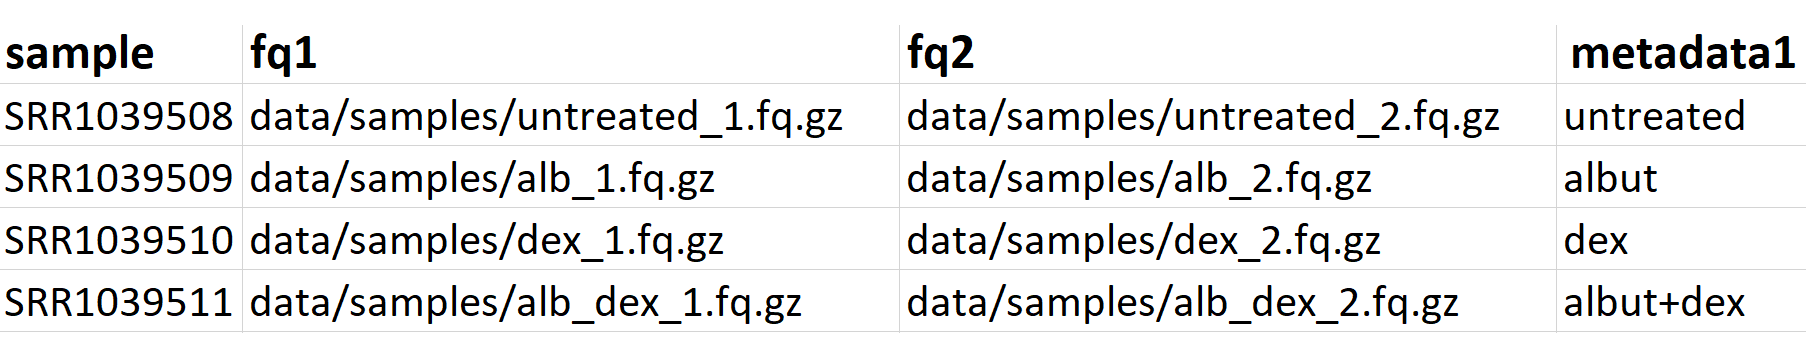 sample fq1 fq2 metadata1
SRR1039508 data/samples/untreated_1.fq.gz data/samples/untreated_2.fq.gz untreated
SRR1039509 data/samples/alb_1.fq.gz data/samples/alb_2.fq.gz albut
SRR1039510 data/samples/dex_1.fq.gz data/samples/dex_2.fq.gz dex
SRR1039511 data/samples/alb_dex_1.fq.gz data/samples/alb_dex_2.fq.gz albut+dex